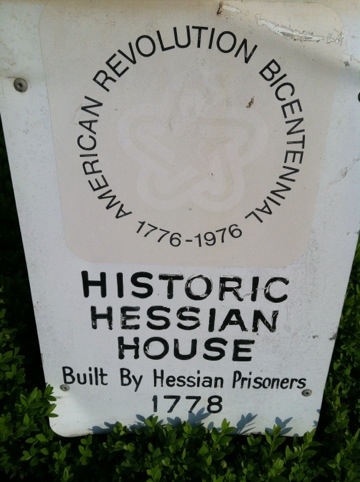 AMERICAN REVOLUTION BICENTENNIAL
1776-1976
HISTORIC
HESSIAN
HOUSE
Built By Hessian Prisoners
1778